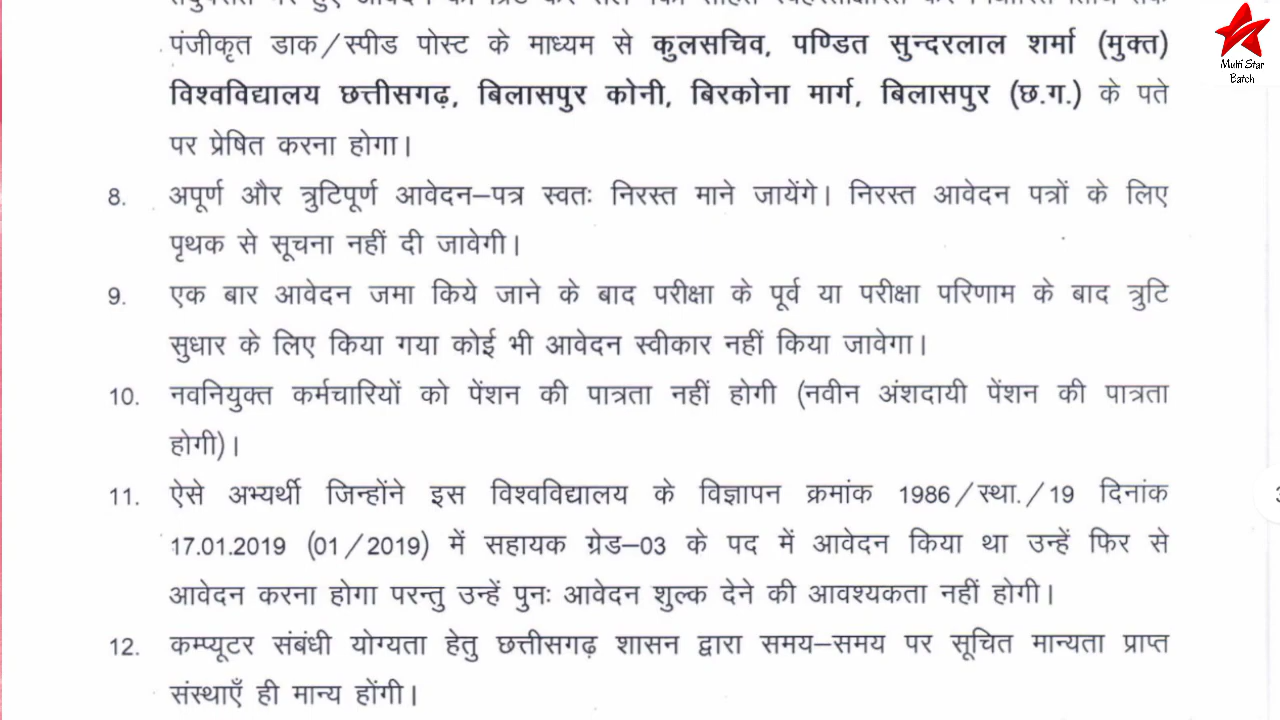 पंजीकृत डाक/स्पीड पोस्ट के माध्यम से कुलसचिव, पण्डित सुन्दरलाल शर्मा (मुक्त)
विश्वविद्यालय छत्तीसगढ़, बिलासपुर कोनी, बिरकोना मार्ग, बिलासपुर (छ.ग.) के पते
पर प्रेषित करना होगा।
8. अपूर्ण और त्रुटिपूर्ण आवेदन–पत्र स्वतः निरस्त माने जायेंगे। निरस्त आवेदन पत्रों के लिए
पृथक से सूचना नहीं दी जावेगी।
9. एक बार आवेदन जमा किये जाने के बाद परीक्षा के पूर्व या परीक्षा परिणाम के बाद त्रुटि
सुधार के लिए किया गया कोई भी आवेदन स्वीकार नहीं किया जावेगा।
10. नवनियुक्त कर्मचारियों को पेंशन की पात्रता नहीं होगी (नवीन अंशदायी पेंशन की पात्रता
होगी)।
11. ऐसे अभ्यर्थी जिन्होंने इस विश्वविद्यालय के विज्ञापन क्रमांक 1986/स्था./19 दिनांक
17.01.2019 (01/2019) में सहायक ग्रेड–03 के पद में आवेदन किया था उन्हें फिर से
आवेदन करना होगा परन्तु उन्हें पुनः आवेदन शुल्क देने की आवश्यकता नहीं होगी।
12. कम्प्यूटर संबंधी योग्यता हेतु छत्तीसगढ़ शासन द्वारा समय–समय पर सूचित मान्यता प्राप्त
संस्थाएँ ही मान्य होंगी।
Mutri Star
Batch